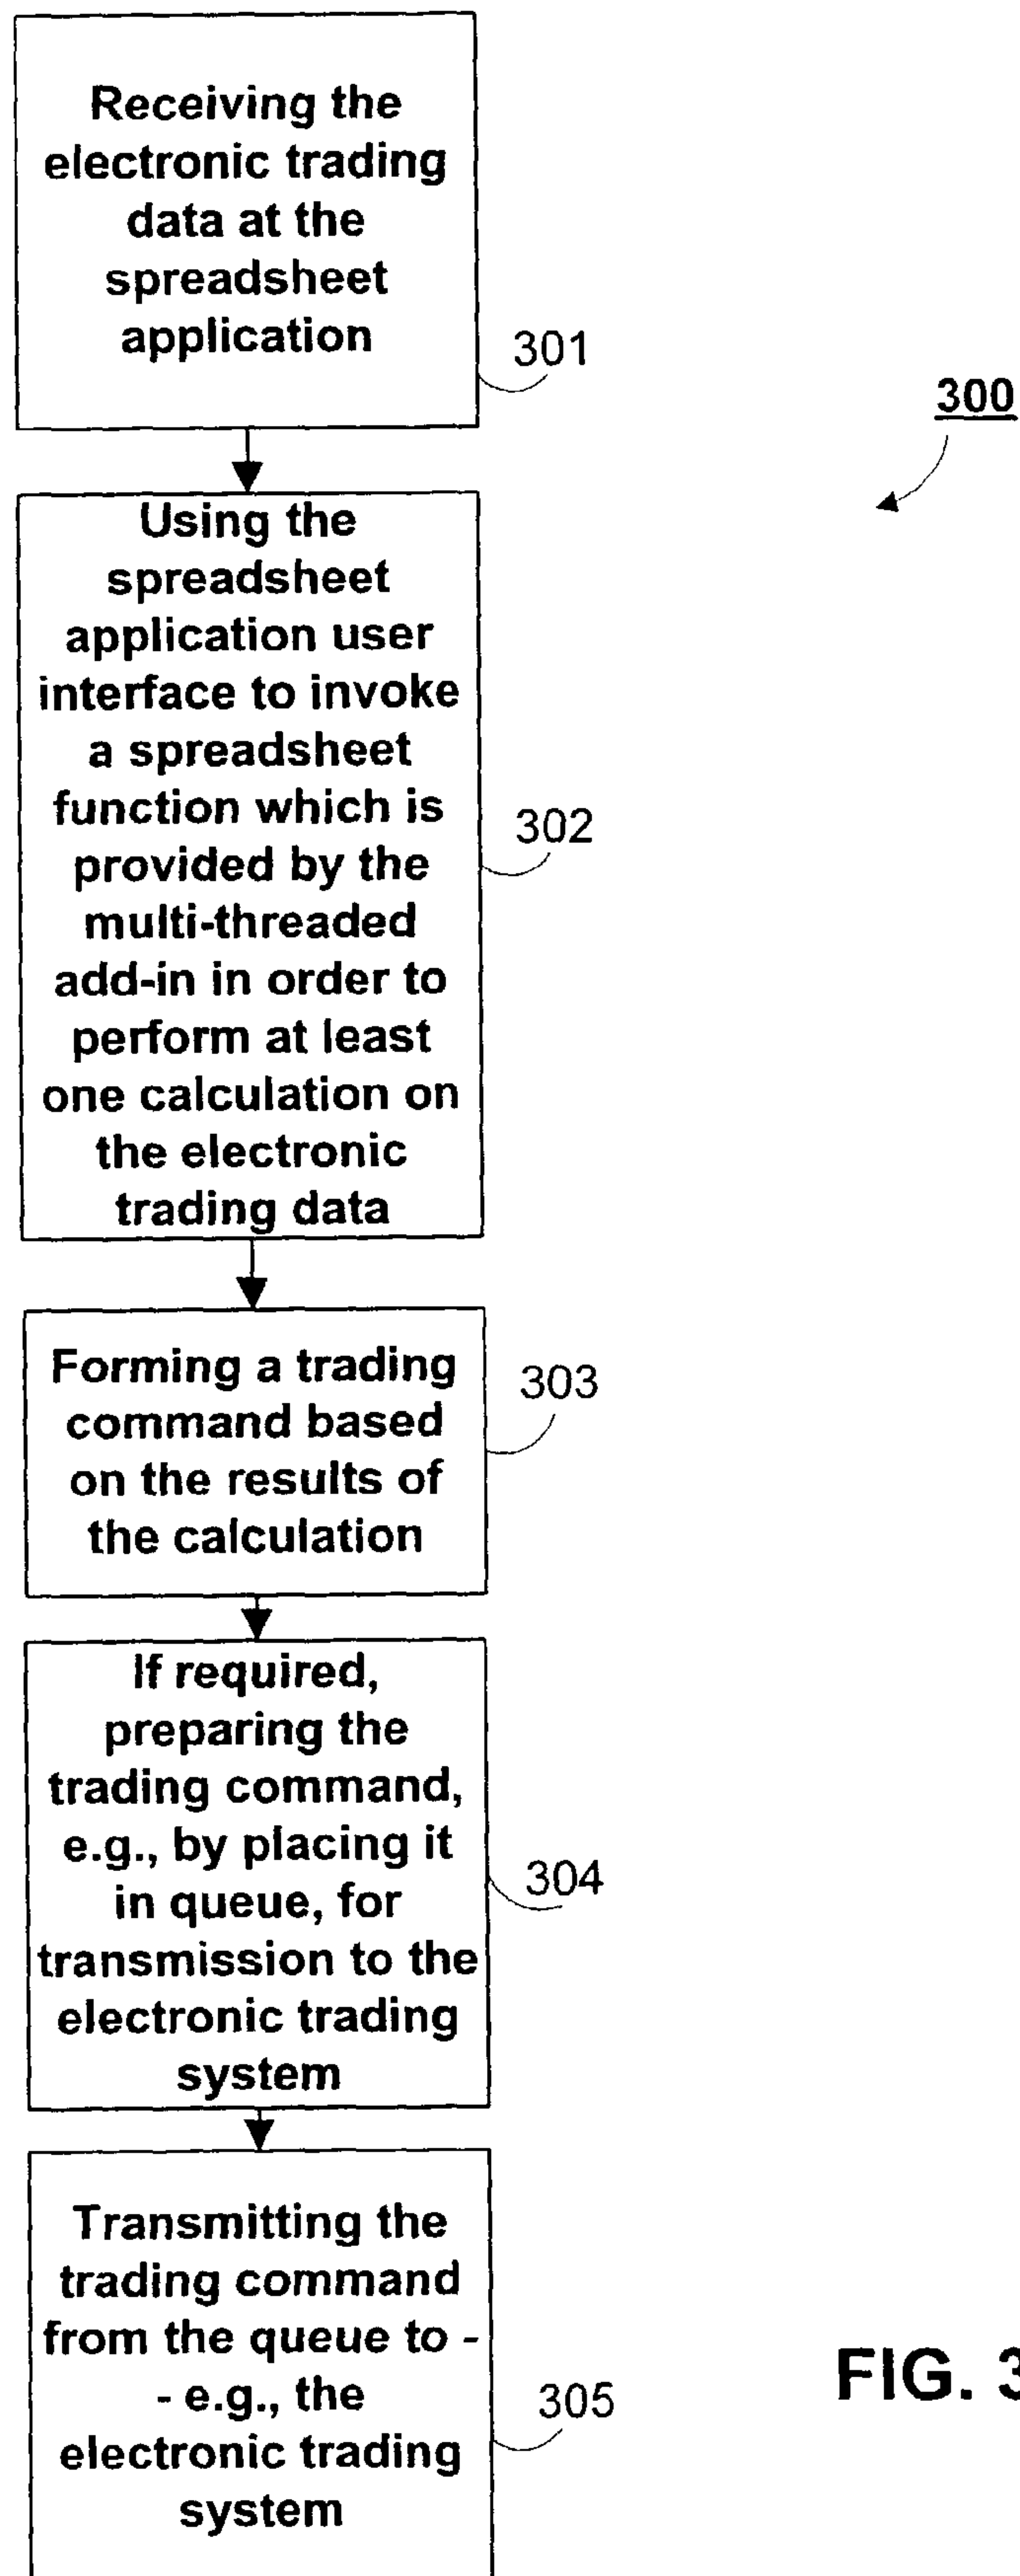 Receiving the
electronic trading
data at the
spreadsheet
application
301
300
Using the
spreadsheet
application user
interface to invoke
a spreadsheet
function which is
provided by the
multi-threaded
add-in in order to
perform at least
one calculation on
the electronic
trading data
302
Forming a trading
command based
on the results of
the calculation
303
If required,
preparing the
trading command,
e.g., by placing it
in queue, for
transmission to the
electronic trading
system
304
Transmitting the
trading command
from the queue to -
- e.g., the
electronic trading
system
305
FIG. 3